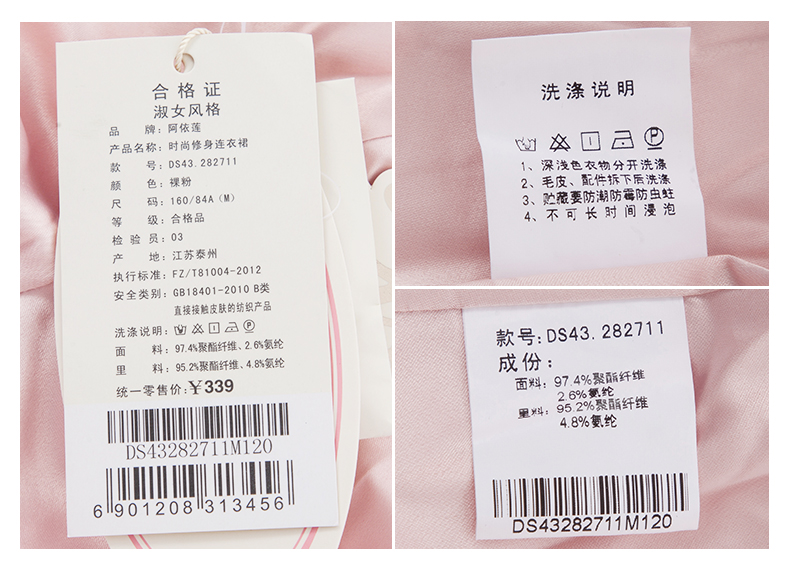 合格证
淑女风格
品 牌：阿依莲
产品名称：时尚修身连衣裙
款 号：DS43.282711
颜 色：裸粉
尺 码：160/84A（M）
等 级：合格品
检 验 员：03
产 地：江苏泰州
执行标准：FZ/T81004-2012
安全类别：GB18401-2010 B类
直接接触皮肤的纺织产品
洗涤说明：
面 料：97.4%聚酯纤维、2.6%氨纶
里 料：95.2%聚酯纤维、4.8%氨纶
统一零售价：￥339
DS43282711M120
6 901208 313456
洗涤说明
1、深浅色衣物分开洗涤
2、毛皮、配件拆下后洗涤
3、贮藏要防潮防霉防虫蛀
4、不可长时间浸泡
款号：DS43.282711
成份：
面料：97.4%聚酯纤维
2.6%氨纶
里料：95.2%聚酯纤维
4.8%氨纶
DS43282711M120